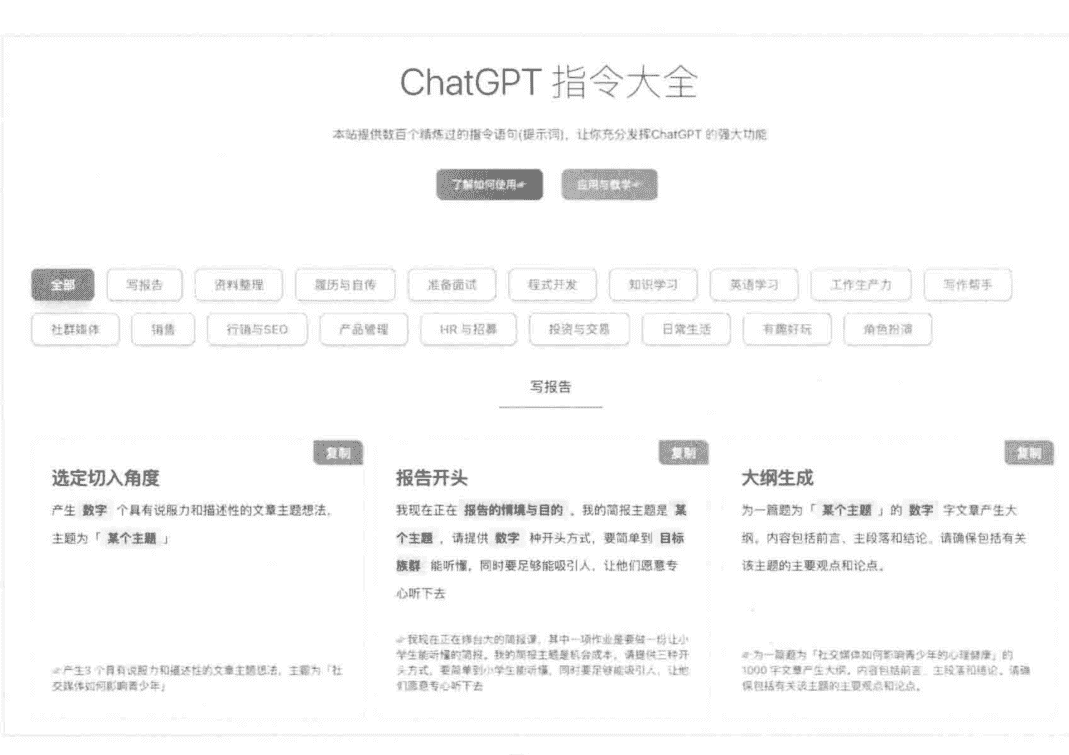 ChatGPT 指令大全
本站提供数百个精炼过的指令语句(提示词)，让你充分发挥ChatGPT 的强大功能
了解如何使用 应用与教学
全部 写报告 资料整理 履历与自传 准备面试 程式开发 知识学习 英语学习 工作生产力 写作帮手
社群媒体 销售 行销与SEO 产品管理 HR 与招募 投资与交易 日常生活 有趣好玩 角色扮演
写报告
复制
选定切入角度
产生 数字 个具有说服力和描述性的文章主题想法，
主题为「 某个主题 」
产生3 个具有说服力和描述性的文章主题想法，主题为「社
交媒体如何影响青少年」
复制
报告开头
我现在正在 报告的情境与目的 。我的简报主题是 某
个主题 ，请提供 数字 种开头方式，要简单到 目标
族群 能听懂，同时要足够能吸引人，让他们愿意专
心听下去
我现在正在修台大的简报课，其中一项作业是要做一份让小
学生能听懂的简报。我的简报主题是机会成本，请提供三种开
头方式，要简单到小学生能听懂，同时要足够能吸引人，让他
们愿意专心听下去
复制
大纲生成
为一篇题为「 某个主题 」的 数字 字文章产生大
纲，内容包括前言、主段落和结论。请确保包括有关
该主题的主要观点和论点。
为一篇题为「社交媒体如何影响青少年的心理健康」的
1000 字文章产生大纲。内容包括前言、主段落和结论。请确
保包括有关该主题的主要观点和论点。